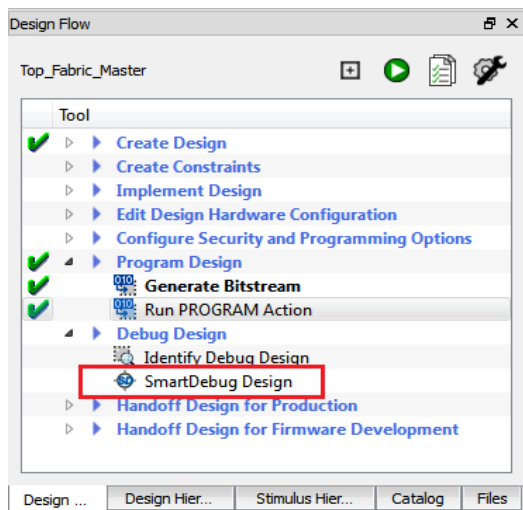 Design Flow
Top_Fabric_Master
Tool
Create Design
Create Constraints
Implement Design
Edit Design Hardware Configuration
Configure Security and Programming Options
Program Design
Generate Bitstream
Run PROGRAM Action
Debug Design
Identify Debug Design
SmartDebug Design
Handoff Design for Production
Handoff Design for Firmware Development
Design ... Design Hier... Stimulus Hier... Catalog Files